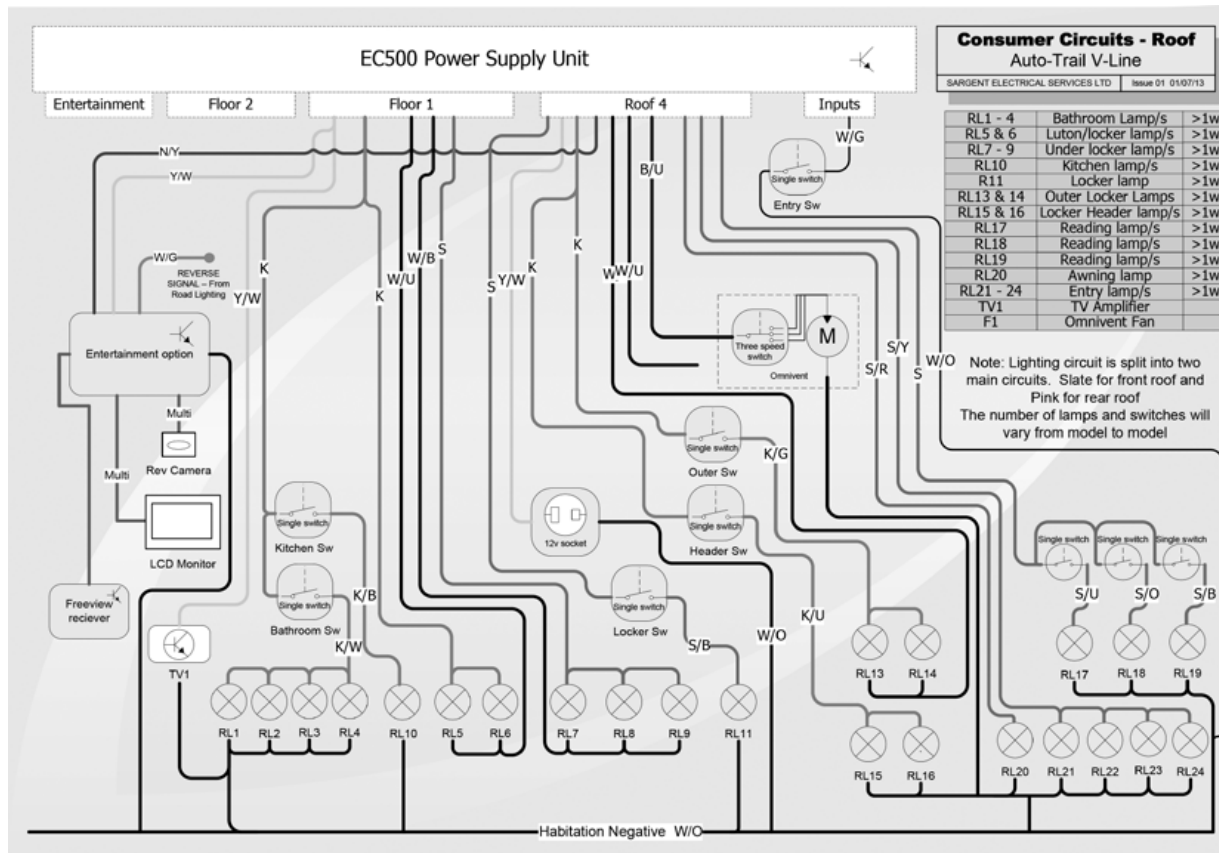 EC500 Power Supply Unit
Entertainment
Floor 2
Floor 1
Roof 4
Inputs
Consumer Circuits - Roof
Auto-Trail V-Line
SARGENT ELECTRICAL SERVICES LTD
Issue 01 01/07/13
RL1 - 4 Bathroom Lamp/s >1w
RL5 & 6 Luton/locker lamp/s >1w
RL7 - 9 Under locker lamp/s >1w
RL10 Kitchen lamp/s >1w
R11 Locker lamp >1w
RL13 & 14 Outer Locker Lamps >1w
RL15 & 16 Locker Header lamp/s >1w
RL17 Reading lamp/s >1w
RL18 Reading lamp/s >1w
RL19 Reading lamp/s >1w
RL20 Awning lamp >1w
RL21 - 24 Entry lamp/s >1w
TV1 TV Amplifier
F1 Omnivent Fan
Note: Lighting circuit is split into two
main circuits. Slate for front roof and
Pink for rear roof
The number of lamps and switches will
vary from model to model
N/Y
Y/W
W/G
REVERSE
SIGNAL – From
Road Lighting
K
Y/W
K
W/U
W/B
S
S
Y/W
K
K
W
W/U
B/U
W/G
Single switch
Entry Sw
Three speed
switch
M
Omnivent
S/R
S/Y
S
W/O
Entertainment option
Multi
Rev Camera
Multi
LCD Monitor
Freeview
reciever
TV1
Single switch
Kitchen Sw
Single switch
Bathroom Sw
K/B
K/W
12v socket
Single switch
Locker Sw
S/B
W/O
Single switch
Outer Sw
K/G
Single switch
Header Sw
K/U
Single switch
Single switch
Single switch
S/U
S/O
S/B
RL13
RL14
RL17
RL18
RL19
RL1
RL2
RL3
RL4
RL10
RL5
RL6
RL7
RL8
RL9
RL11
RL15
RL16
RL20
RL21
RL22
RL23
RL24
Habitation Negative W/O